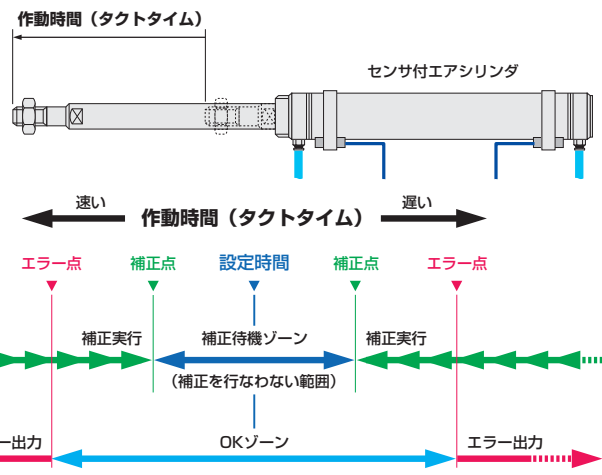 作動時間（タクトタイム）
センサ付エアシリンダ
速い 作動時間（タクトタイム） 遅い
エラー点 補正点 設定時間 補正点 エラー点
補正実行 補正待機ゾーン 補正実行
（補正を行なわない範囲）
ー出力 OKゾーン エラー出力